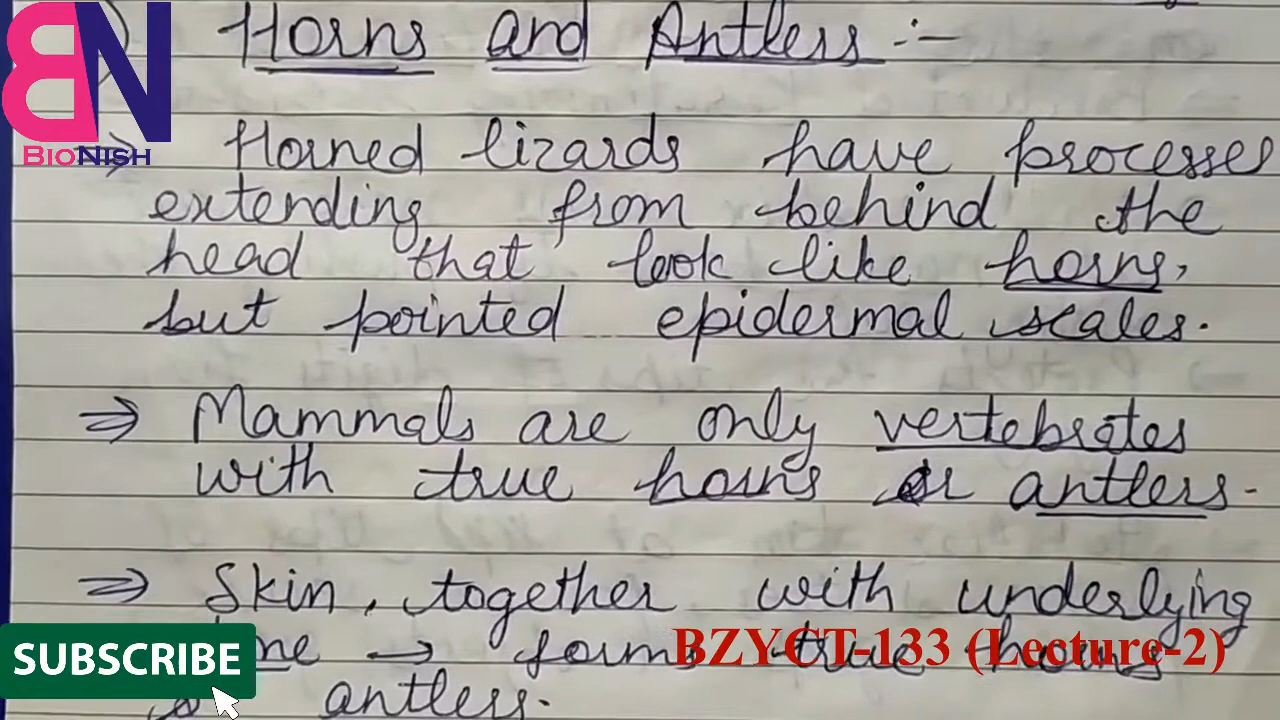 Horns and Antlers :-
BN
BIONISH
⇒ Horned lizards have processes
extending from behind the
head that look like horns,
but pointed epidermal scales.
⇒ Mammals are only vertebrates
with true horns or antlers.
⇒ Skin, together with underlying
→ forms true horns
antlers.
SUBSCRIBE
BZYCT-133 (Lecture-2)